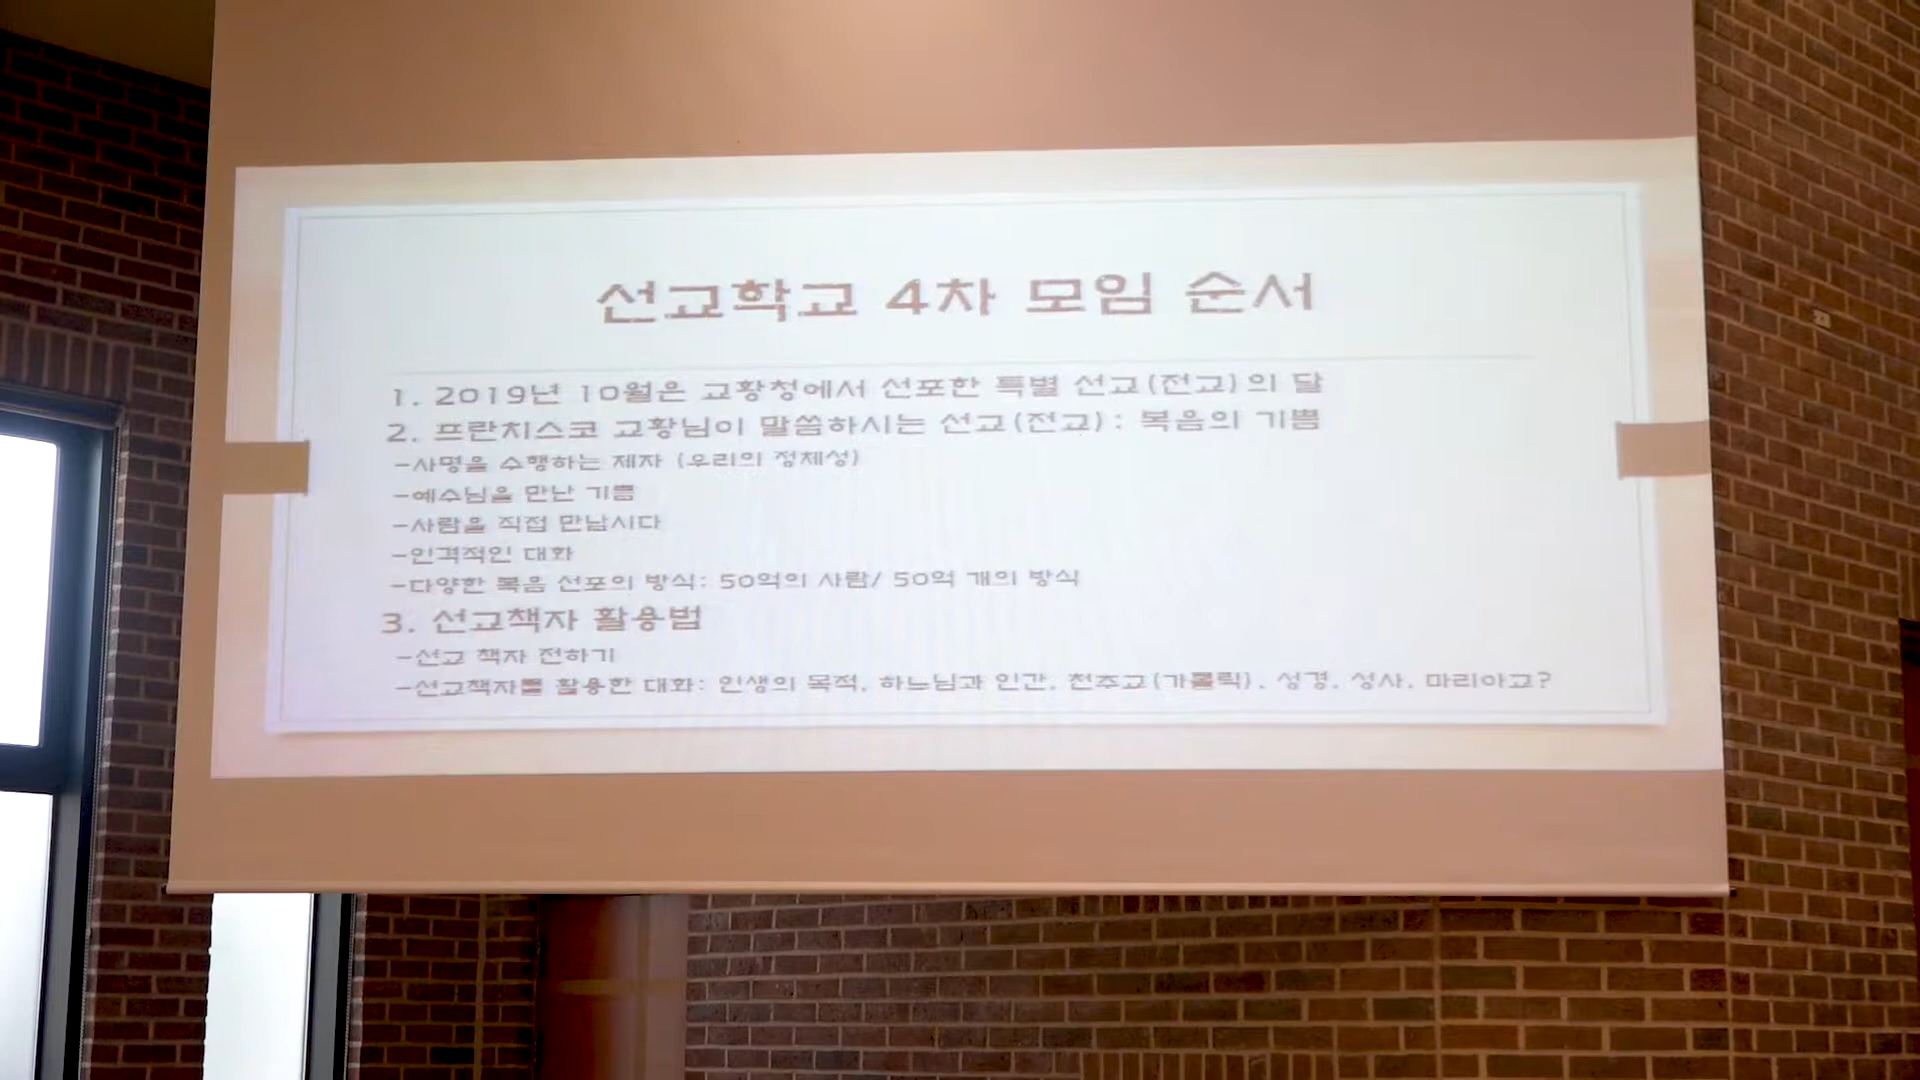 선교학교 4차 모임 순서
1. 2019년 10월은 교황청에서 선포한 특별 선교(전교)의 달
2. 프란치스코 교황님이 말씀하시는 선교(전교): 복음의 기쁨
-사명을 수행하는 제자 (우리의 정체성)
-예수님을 만난 기쁨
-사람을 직접 만납시다
-인격적인 대화
-다양한 복음 선포의 방식: 50억의 사람/ 50억 개의 방식
3. 선교책자 활용법
-선교 책자 전하기
-선교책자를 활용한 대화: 인생의 목적, 하느님과 인간, 천주교(가톨릭), 성경, 성사, 마리아교?